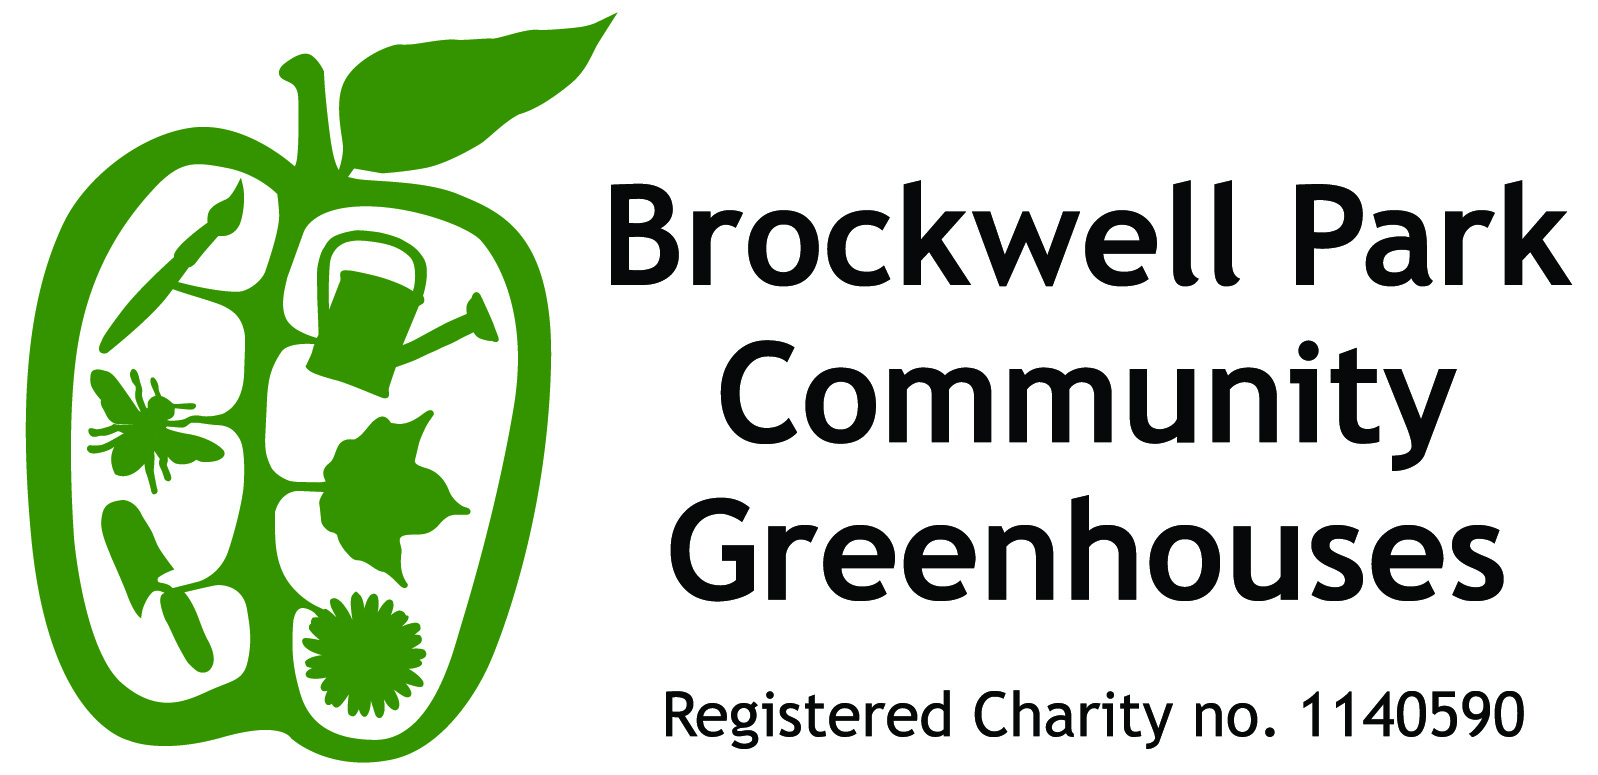 Brockwell Park
Community
Greenhouses
Registered Charity no. 1140590